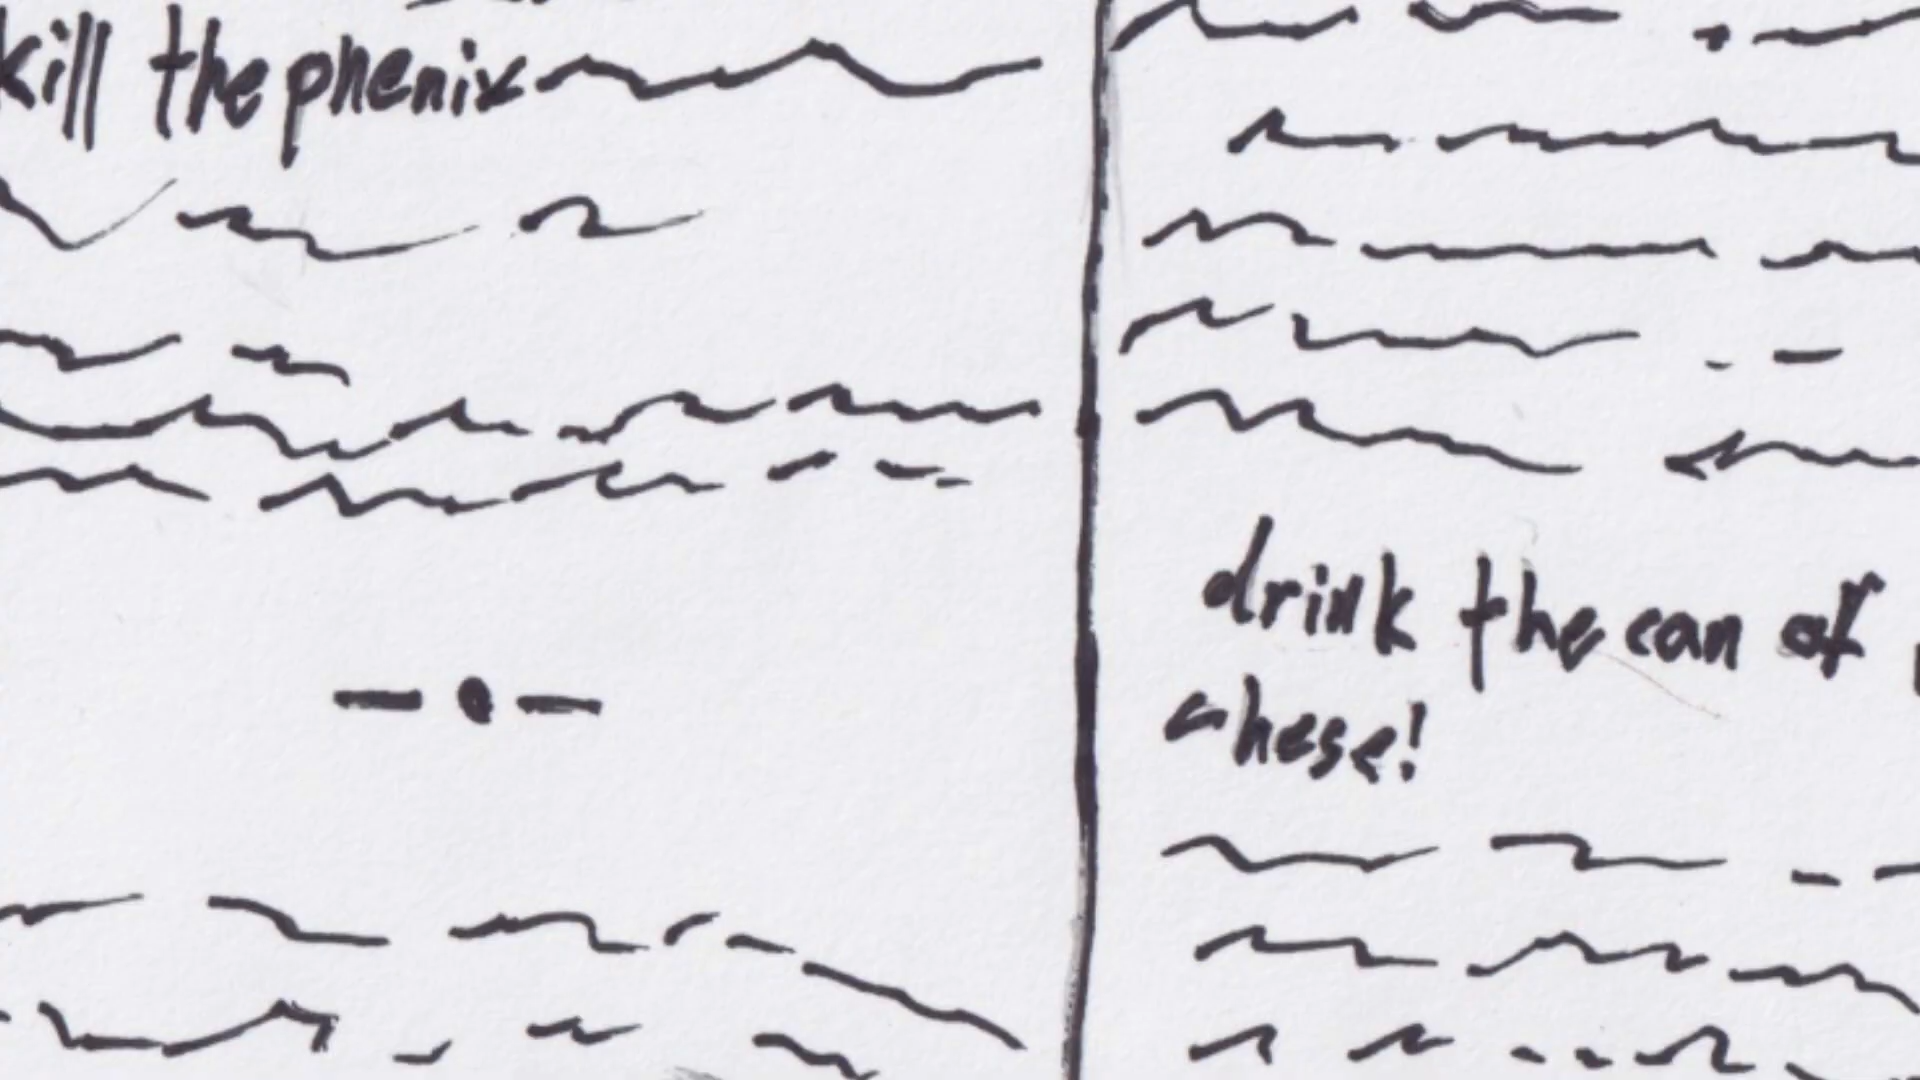 kill the phenix
drink the can of
chese!